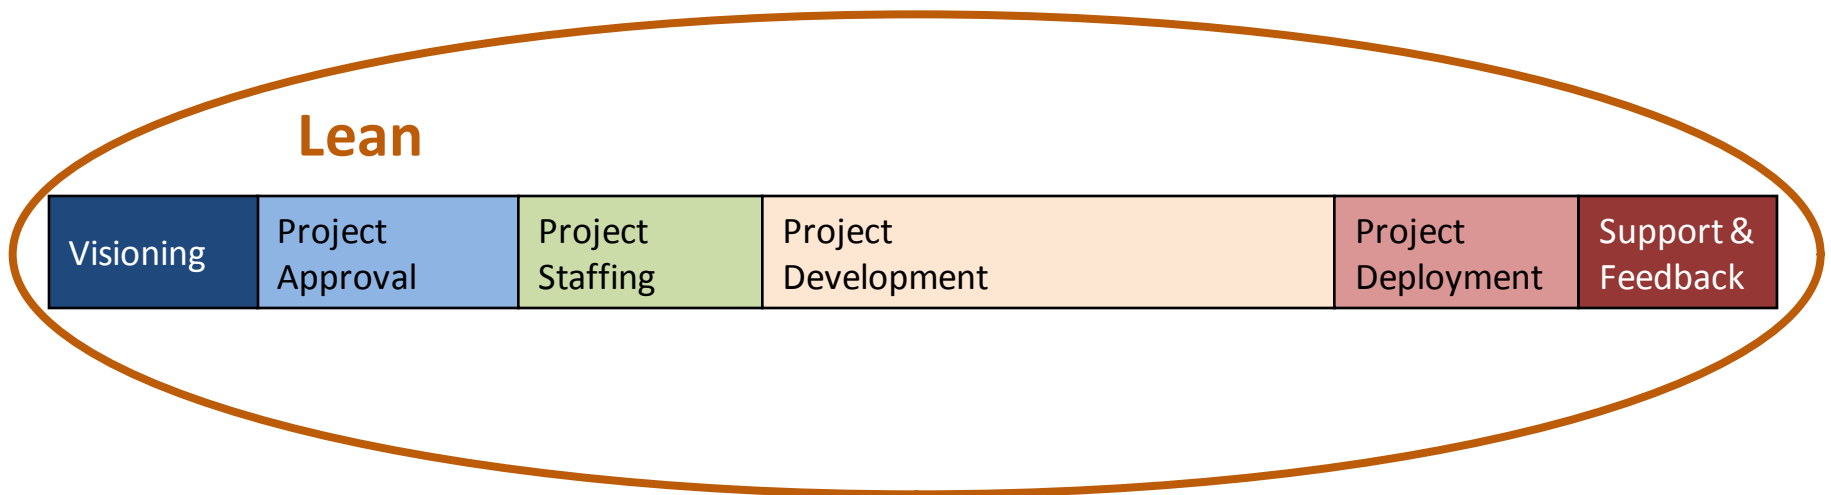 Lean
Visioning
Project
Approval
Project
Staffing
Project
Development
Project
Deployment
Support &
Feedback